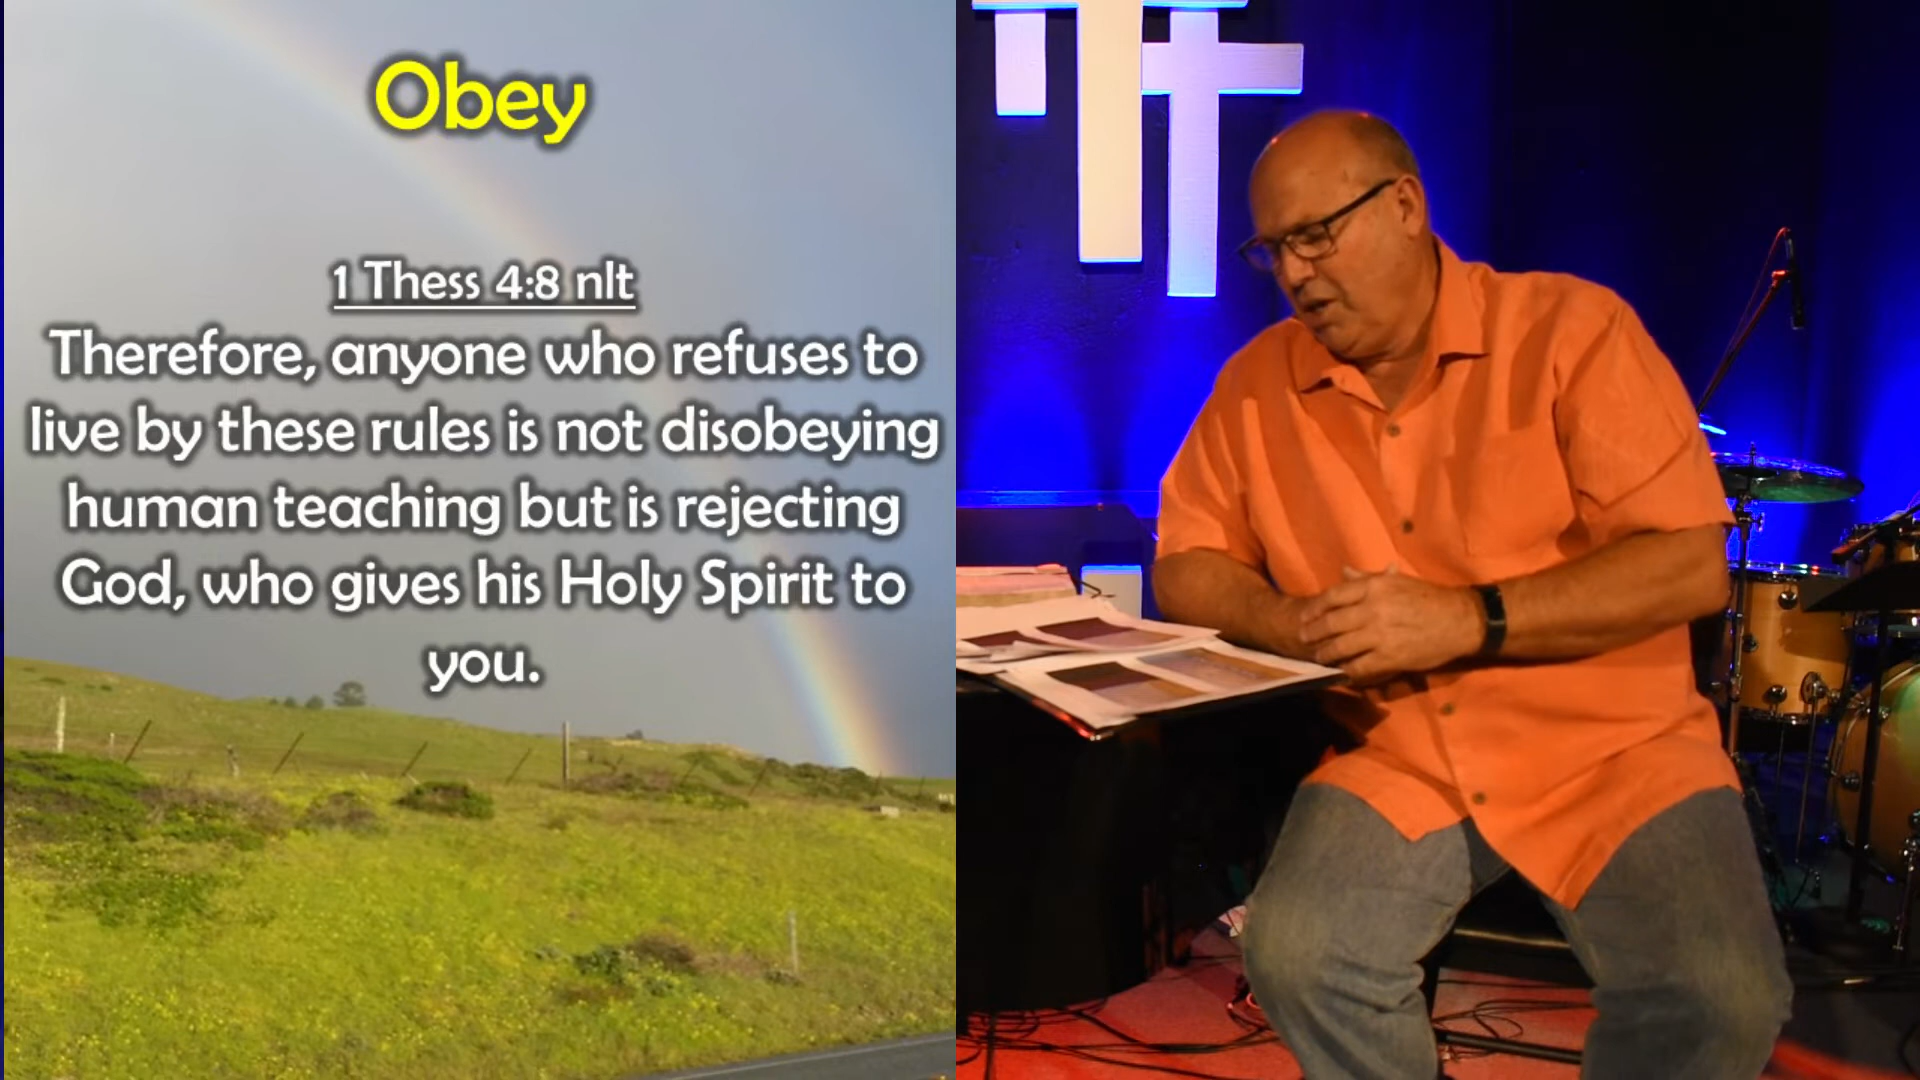 Obey
1 Thess 4:8 nlt
Therefore, anyone who refuses to
live by these rules is not disobeying
human teaching but is rejecting
God, who gives his Holy Spirit to
you.